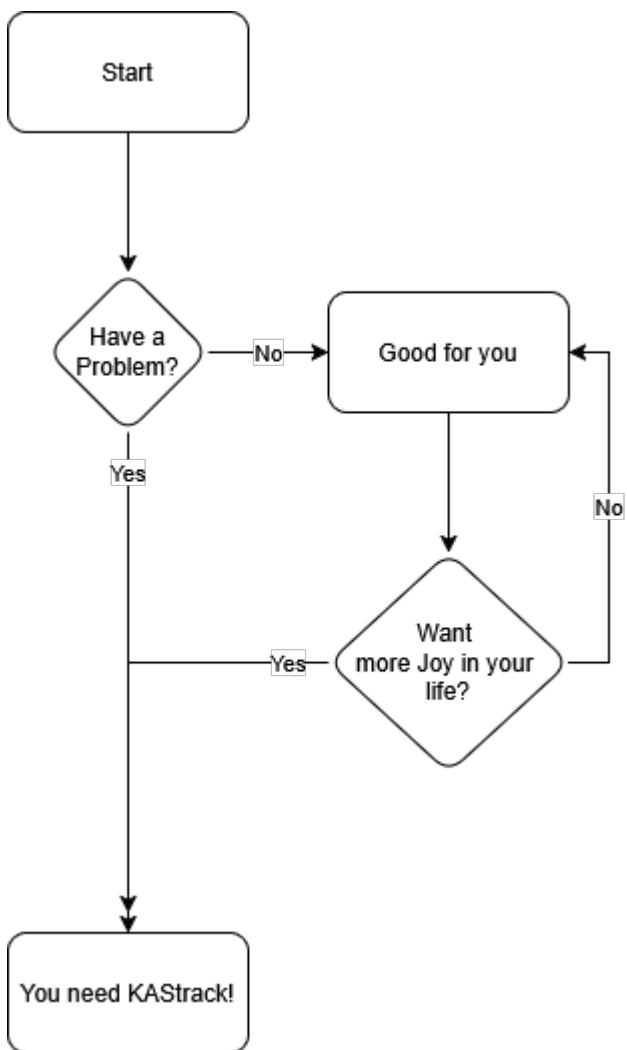 Start
Have a
Problem?
No
Good for you
Yes
No
Want
more Joy in your
life?
Yes
You need KAStrack!